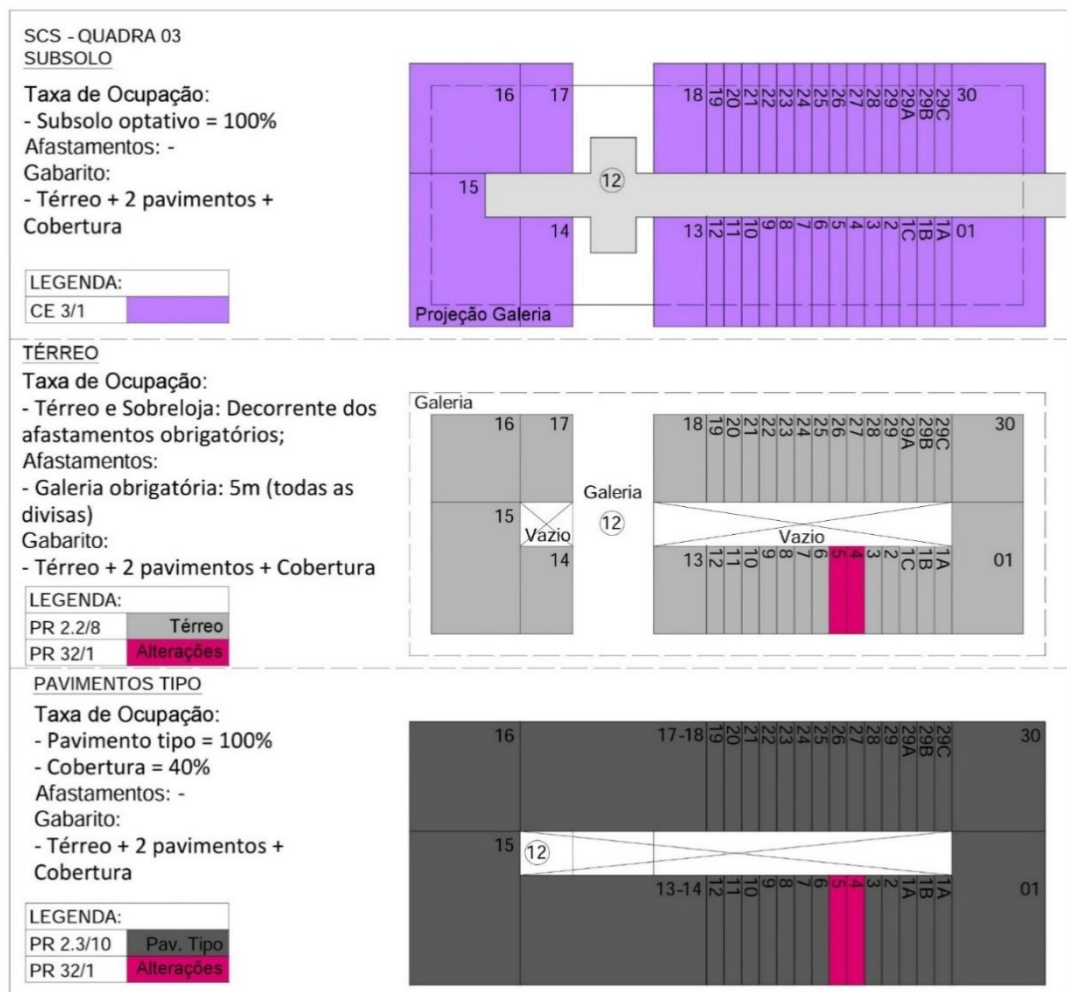 SCS - QUADRA 03
SUBSOLO
Taxa de Ocupação:
- Subsolo optativo = 100%
Afastamentos: -
Gabarito:
- Térreo + 2 pavimentos +
Cobertura
LEGENDA:
CE 3/1
16 17 18 19 20 21 22 23 24 25 26 27 28 29 29A 29B 29C 30
15 12
14 13 12 11 10 9 8 7 6 5 4 3 2 1C 1B 1A 01
Projeção Galeria
TÉRREO
Taxa de Ocupação:
- Térreo e Sobreloja: Decorrente dos
afastamentos obrigatórios;
Afastamentos:
- Galeria obrigatória: 5m (todas as
divisas)
Gabarito:
- Térreo + 2 pavimentos + Cobertura
LEGENDA:
PR 2.2/8 Térreo
PR 32/1 Alterações
Galeria
16 17 18 19 20 21 22 23 24 25 26 27 28 29 29A 29B 29C 30
Galeria
15 12
Vazio Vazio
14 13 12 11 10 9 8 7 6 5 4 3 2 1C 1B 1A 01
PAVIMENTOS TIPO
Taxa de Ocupação:
- Pavimento tipo = 100%
- Cobertura = 40%
Afastamentos: -
Gabarito:
- Térreo + 2 pavimentos +
Cobertura
LEGENDA:
PR 2.3/10 Pav. Tipo
PR 32/1 Alterações
16 17-18 19 20 21 22 23 24 25 26 27 28 29 29A 29B 29C 30
15 12
13-14 12 11 10 9 8 7 6 5 4 3 2 1A 1B 1A 01